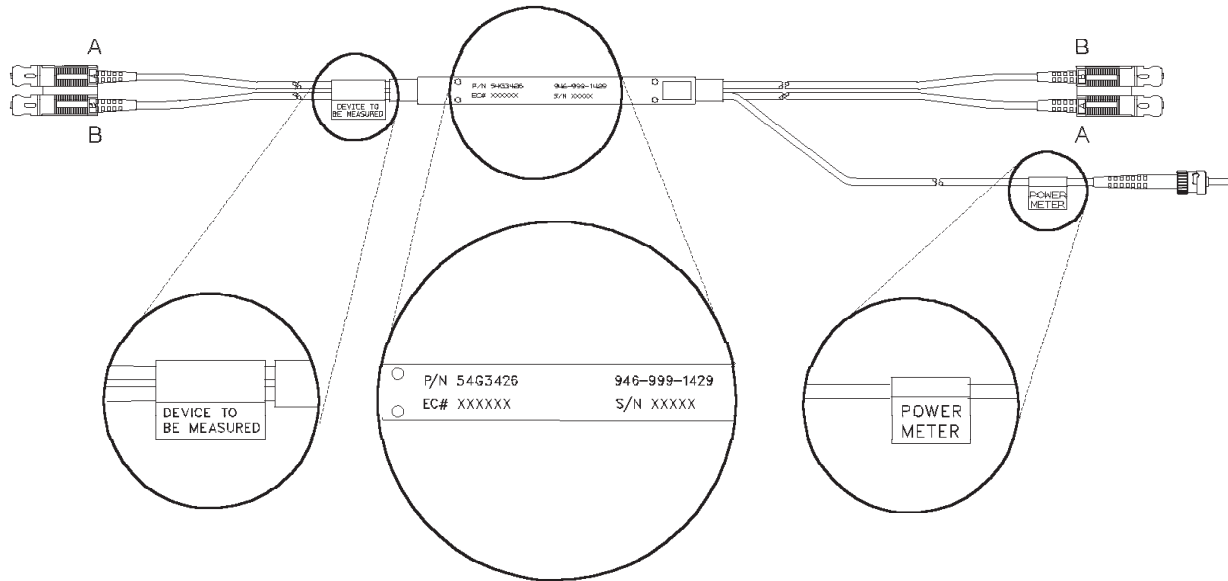 A
B
B
A
DEVICE TO
BE MEASURED
P/N 54G3426 946-999-1429
EC# XXXXXX S/N XXXXX
POWER
METER
DEVICE TO
BE MEASURED
P/N 54G3426 946-999-1429
EC# XXXXXX S/N XXXXX
POWER
METER